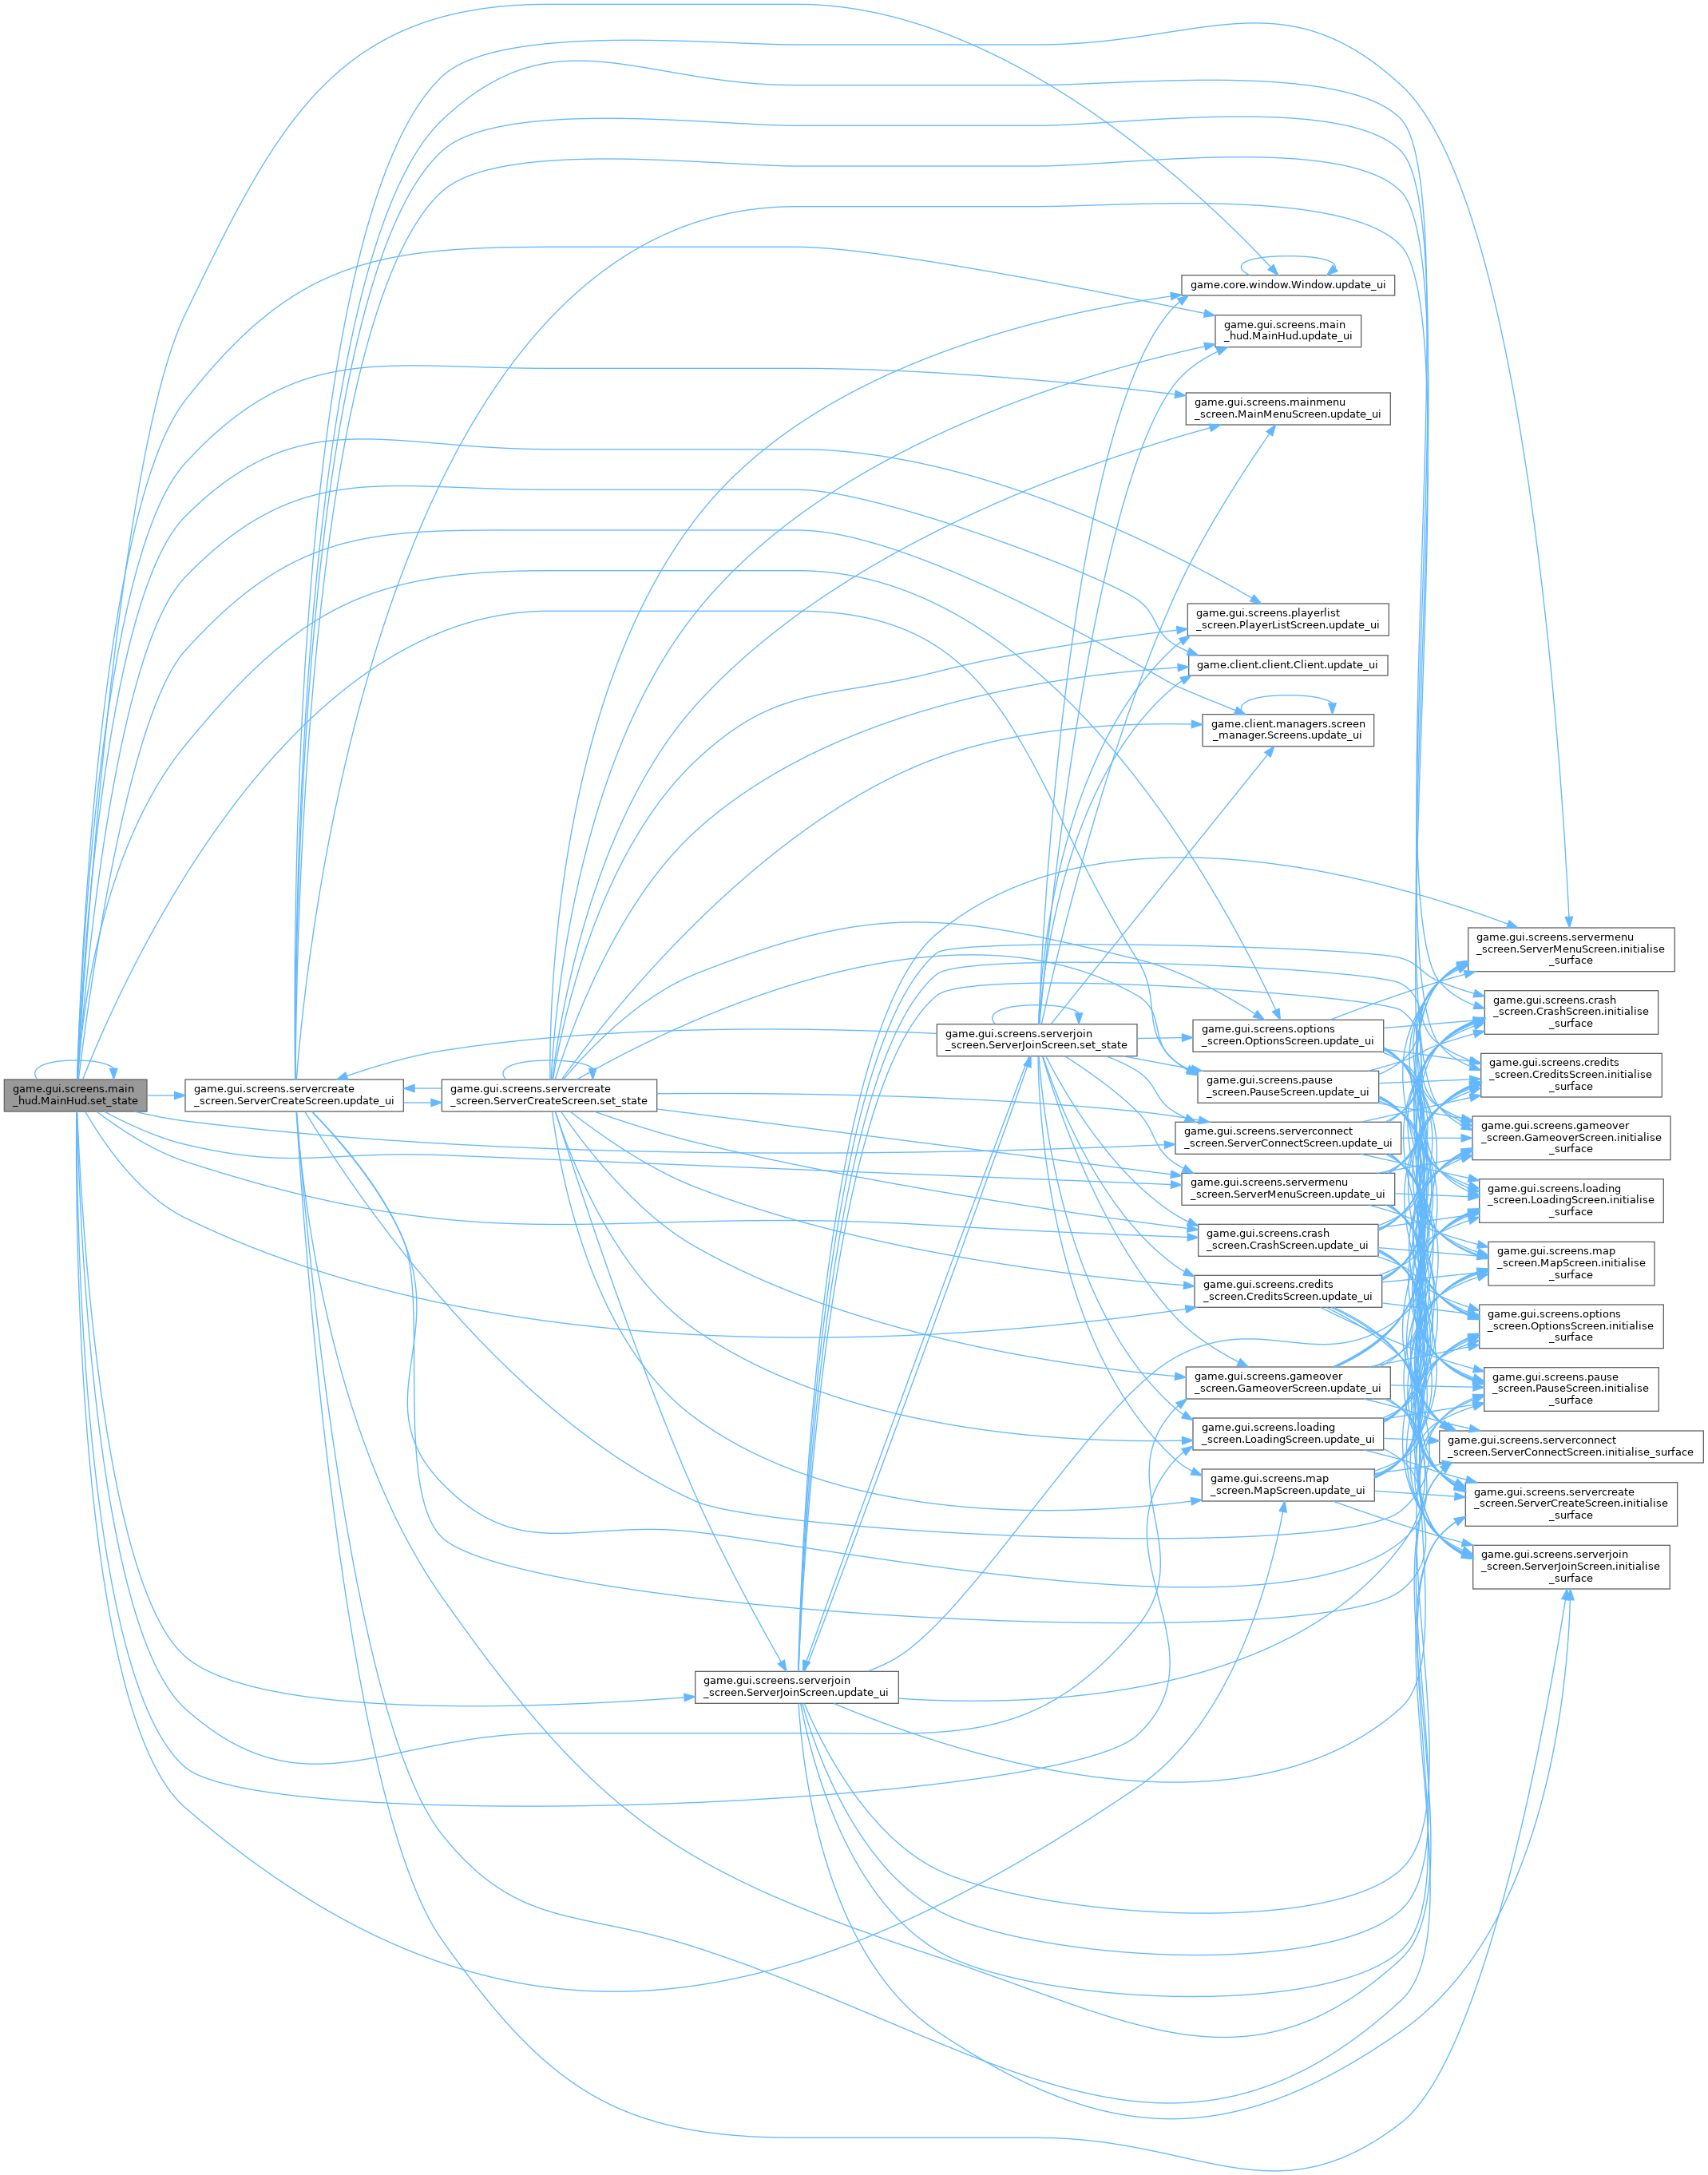 game.core.window.Window.update_ui
game.gui.screens.main
_hud.MainHud.update_ui
game.gui.screens.mainmenu
_screen.MainMenuScreen.update_ui
game.gui.screens.playerlist
_screen.PlayerListScreen.update_ui
game.client.client.Client.update_ui
game.client.managers.screen
_manager.Screens.update_ui
game.gui.screens.servermenu
_screen.ServerMenuScreen.initialise
_surface
game.gui.screens.crash
_screen.CrashScreen.initialise
_surface
game.gui.screens.serverjoin
_screen.ServerJoinScreen.set_state
game.gui.screens.options
_screen.OptionsScreen.update_ui
game.gui.screens.credits
_screen.CreditsScreen.initialise
_surface
game.gui.screens.main
_hud.MainHud.set_state
game.gui.screens.servercreate
_screen.ServerCreateScreen.update_ui
game.gui.screens.servercreate
_screen.ServerCreateScreen.set_state
game.gui.screens.pause
_screen.PauseScreen.update_ui
game.gui.screens.serverconnect
_screen.ServerConnectScreen.update_ui
game.gui.screens.gameover
_screen.GameoverScreen.initialise
_surface
game.gui.screens.servermenu
_screen.ServerMenuScreen.update_ui
game.gui.screens.loading
_screen.LoadingScreen.initialise
_surface
game.gui.screens.crash
_screen.CrashScreen.update_ui
game.gui.screens.map
_screen.MapScreen.initialise
_surface
game.gui.screens.credits
_screen.CreditsScreen.update_ui
game.gui.screens.options
_screen.OptionsScreen.initialise
_surface
game.gui.screens.gameover
_screen.GameoverScreen.update_ui
game.gui.screens.pause
_screen.PauseScreen.initialise
_surface
game.gui.screens.loading
_screen.LoadingScreen.update_ui
game.gui.screens.serverconnect
_screen.ServerConnectScreen.initialise_surface
game.gui.screens.map
_screen.MapScreen.update_ui
game.gui.screens.servercreate
_screen.ServerCreateScreen.initialise
_surface
game.gui.screens.serverjoin
_screen.ServerJoinScreen.initialise
_surface
game.gui.screens.serverjoin
_screen.ServerJoinScreen.update_ui